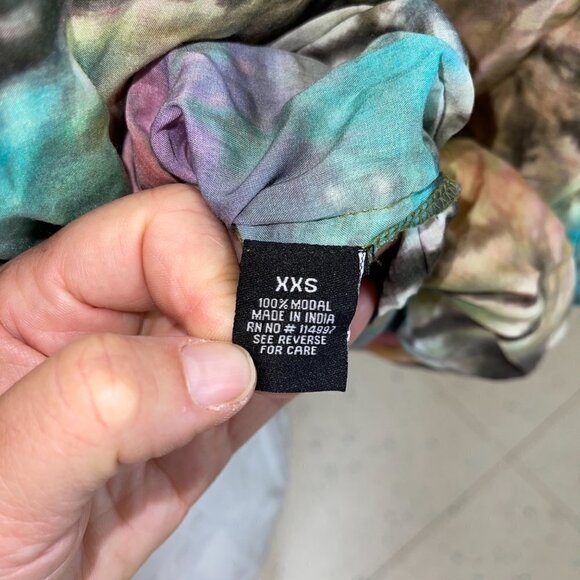 XXS
100% MODAL
MADE IN INDIA
RN NO # 114997
SEE REVERSE
FOR CARE